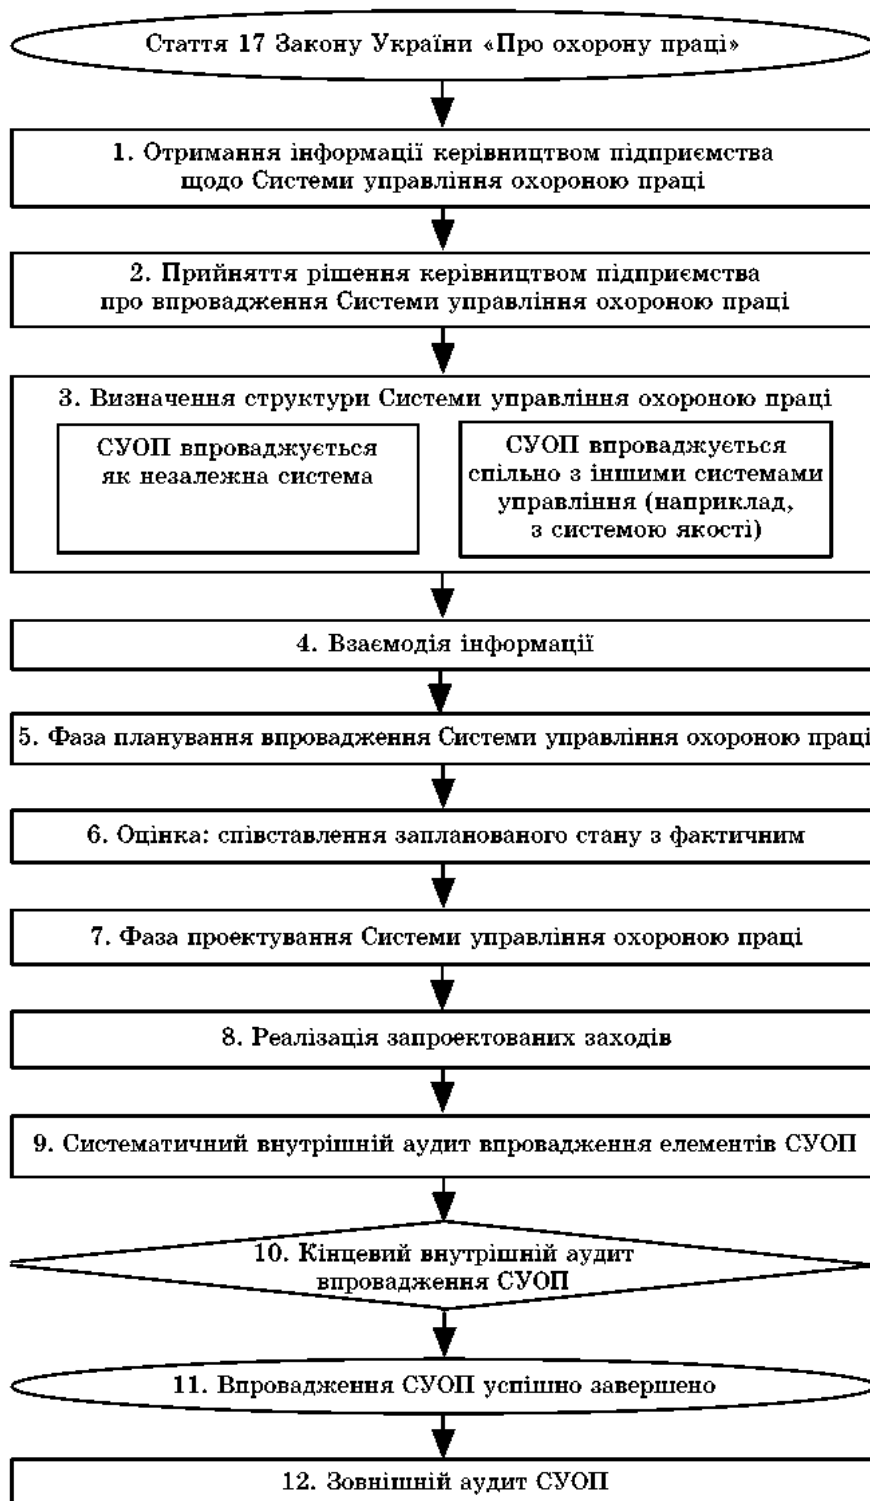 Стаття 17 Закону України «Про охорону праці»
1. Отримання інформації керівництвом підприємства
щодо Системи управління охороною праці
2. Прийняття рішення керівництвом підприємства
про впровадження Системи управління охороною праці
3. Визначення структури Системи управління охороною праці
СУОП впроваджується
як незалежна система
СУОП впроваджується
спільно з іншими системами
управління (наприклад,
з системою якості)
4. Взаємодія інформації
5. Фаза планування впровадження Системи управління охороною праці
6. Оцінка: співставлення запланованого стану з фактичним
7. Фаза проектування Системи управління охороною праці
8. Реалізація запроектованих заходів
9. Систематичний внутрішній аудит впровадження елементів СУОП
10. Кінцевий внутрішній аудит
впровадження СУОП
11. Впровадження СУОП успішно завершено
12. Зовнішній аудит СУОП